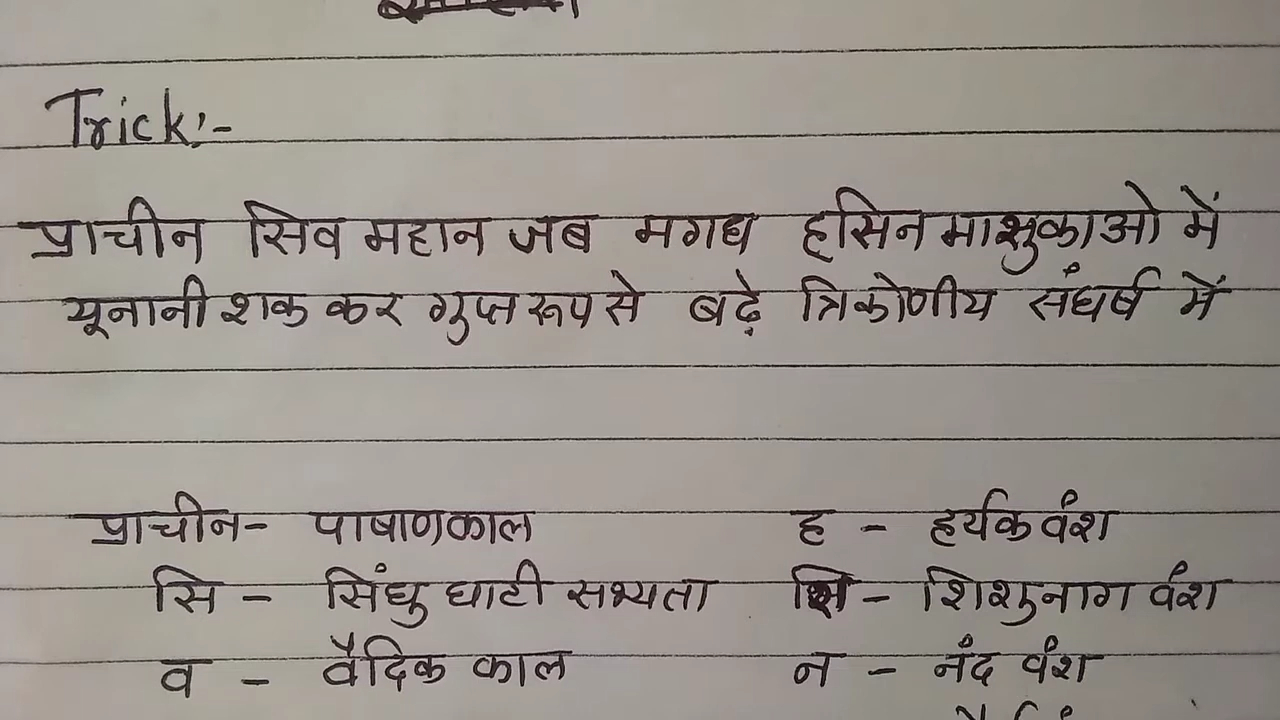 Trick:-
प्राचीन सिव महान जब मगध हसिन माशुकाओ में
यूनानी शक कर गुप्त रूप से बढ़े त्रिकोणीय संघर्ष में
प्राचीन- पाषाणकाल
सि - सिंधु घाटी सभ्यता
व - वैदिक काल
ह - हर्यक वंश
सि - शिशुनाग वंश
न - नंद वंश